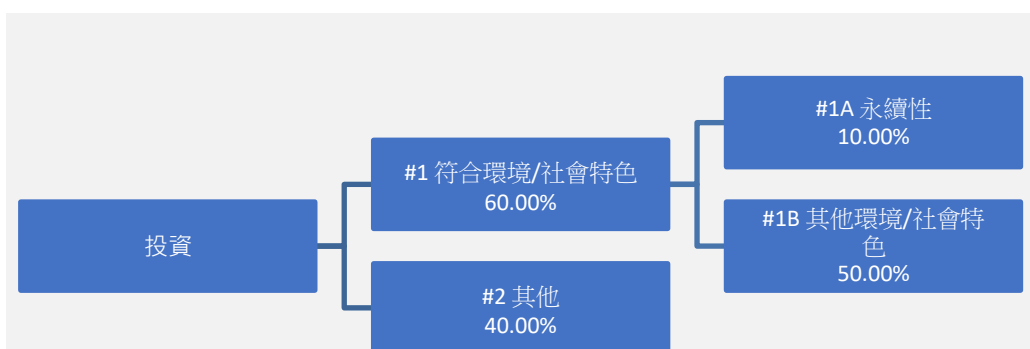 投資
#1 符合環境/社會特色
60.00%
#2 其他
40.00%
#1A 永續性
10.00%
#1B 其他環境/社會特
色
50.00%